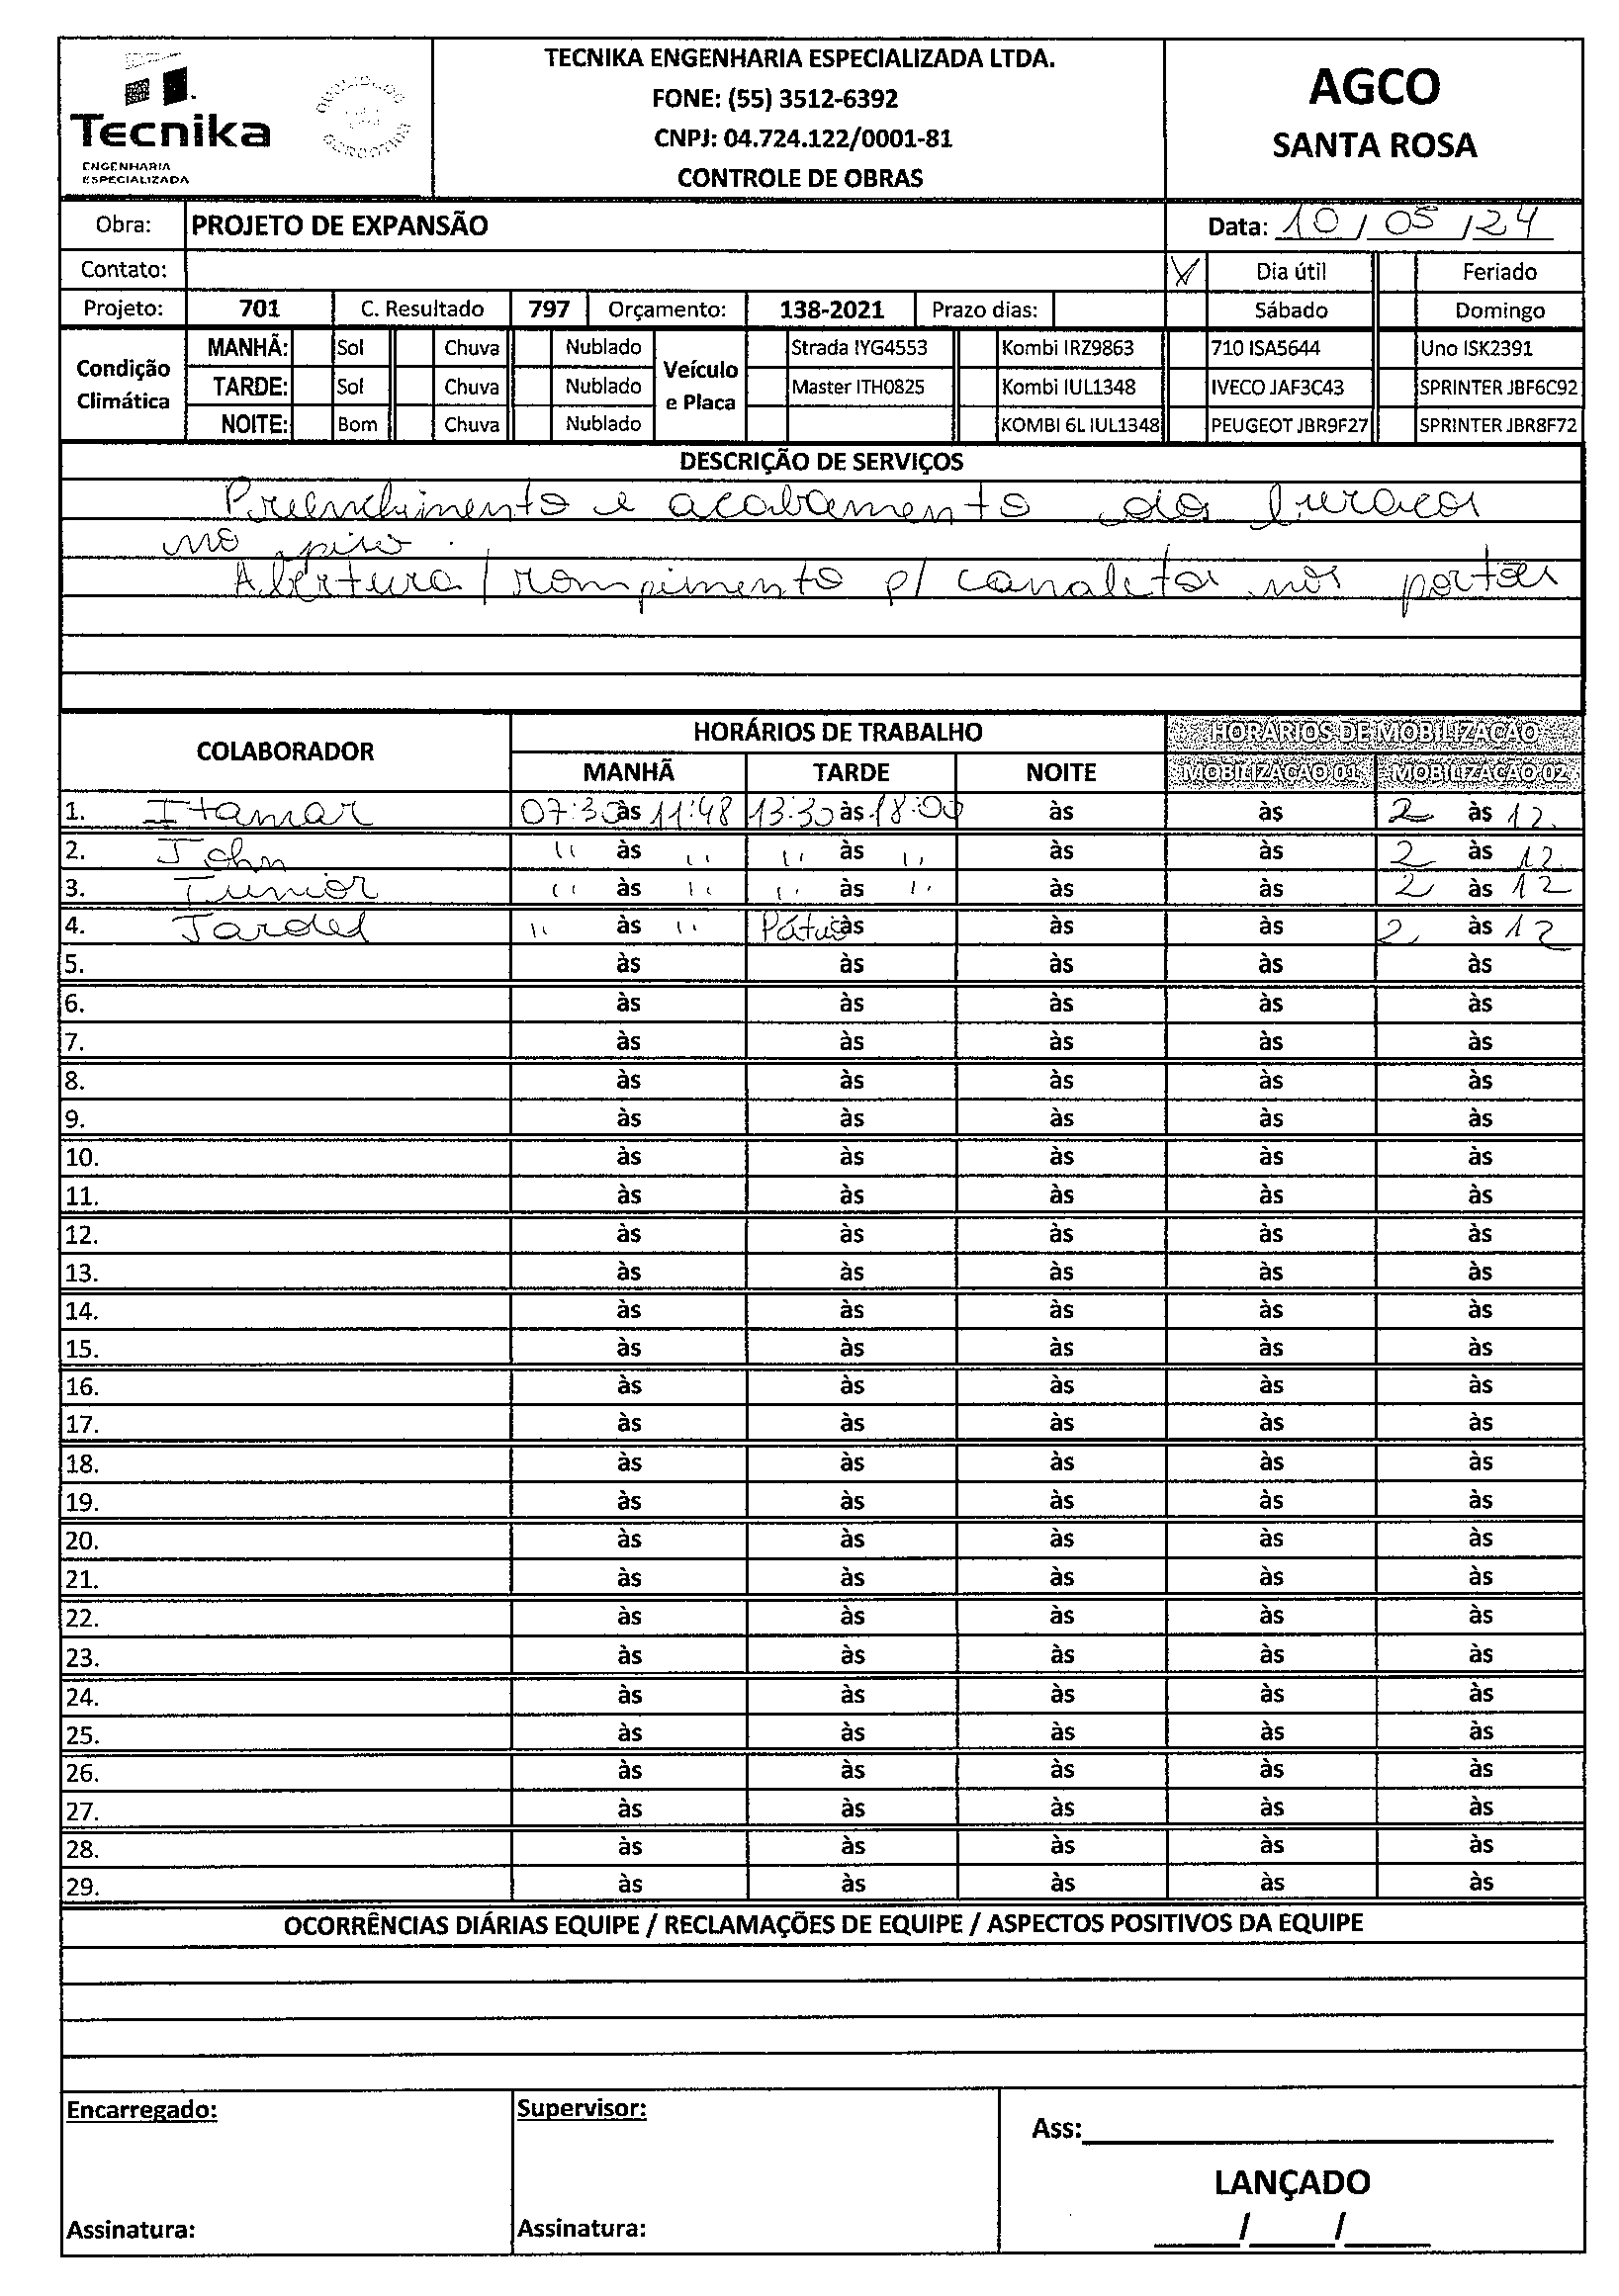 Tecnika
ENGENHARIA
ESPECIALIZADA
TECNIKA ENGENHARIA ESPECIALIZADA LTDA.
FONE: (55) 3512-6392
CNPJ: 04.724.122/0001-81
CONTROLE DE OBRAS
AGCO
SANTA ROSA
Obra: PROJETO DE EXPANSÃO Data: 10 / 05 / 24
Contato: Dia útil Feriado
Projeto: 701 C. Resultado 797 Orçamento: 138-2021 Prazo dias: Sábado Domingo
Condição Climática MANHÃ: Sol Chuva Nublado Veículo e Placa Strada IYG4553 Kombi IRZ9863 710 ISA5644 Uno ISK2391
TARDE: Sol Chuva Nublado Master ITH0825 Kombi IUL1348 IVECO JAF3C43 SPRINTER JBF6C92
NOITE: Bom Chuva Nublado KOMBI 6L IUL1348 PEUGEOT JBR9F27 SPRINTER JBR8F72
DESCRIÇÃO DE SERVIÇOS
Preenchimento e acabamento dos buracos
no piso.
Abertura / rompimento p/ canaletas nos portões
COLABORADOR HORÁRIOS DE TRABALHO HORÁRIOS DE MOBILIZAÇÃO
MANHÃ TARDE NOITE MOBILIZAÇÃO 01 MOBILIZAÇÃO 02
1. Itamar 07:30 às 11:48 13:30 às 18:00 às às 2 às 12
2. John " às " " às " às às 2 às 12
3. Junior " às " " às " às às 2 às 12
4. Jardel " às " Pátio às às às 2 às 12
5. às às às às às
6. às às às às às
7. às às às às às
8. às às às às às
9. às às às às às
10. às às às às às
11. às às às às às
12. às às às às às
13. às às às às às
14. às às às às às
15. às às às às às
16. às às às às às
17. às às às às às
18. às às às às às
19. às às às às às
20. às às às às às
21. às às às às às
22. às às às às às
23. às às às às às
24. às às às às às
25. às às às às às
26. às às às às às
27. às às às às às
28. às às às às às
29. às às às às às
OCORRÊNCIAS DIÁRIAS EQUIPE / RECLAMAÇÕES DE EQUIPE / ASPECTOS POSITIVOS DA EQUIPE
Encarregado: Supervisor:
Ass:
LANÇADO
Assinatura: Assinatura: / /